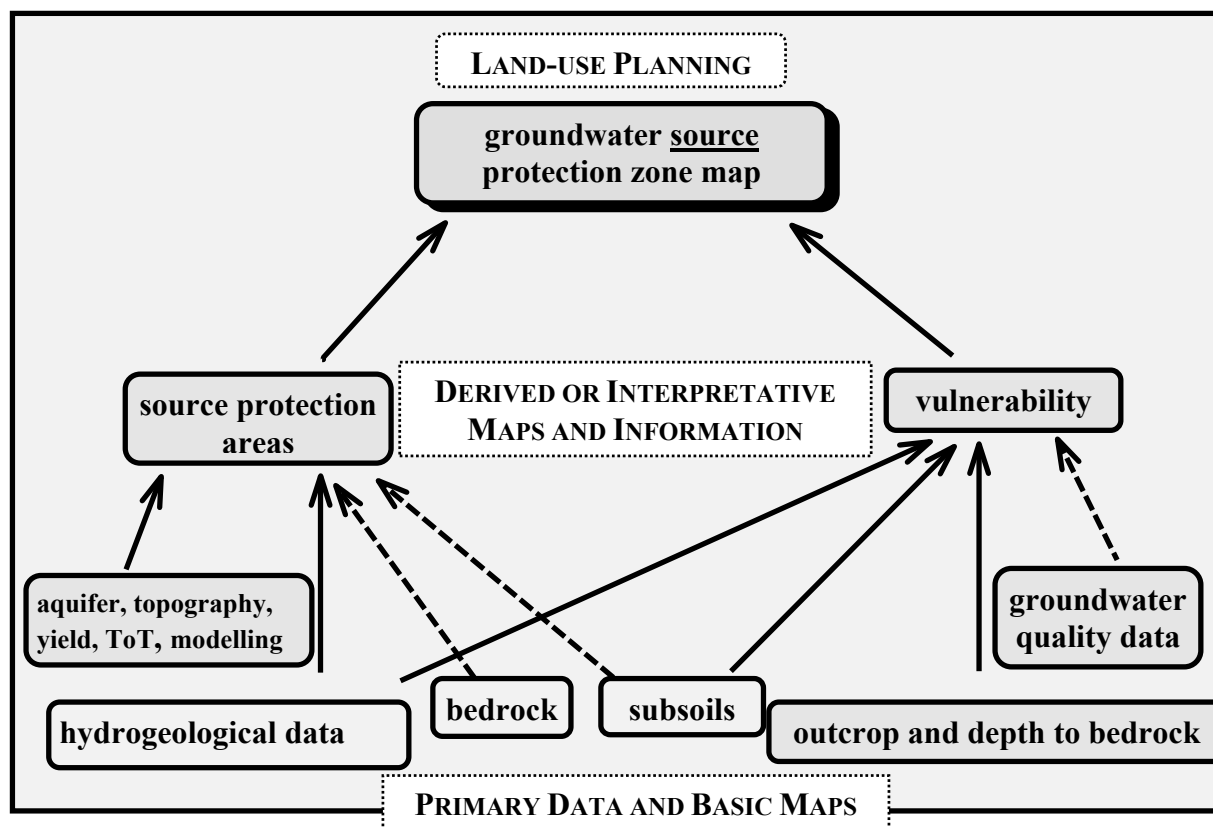 LAND-USE PLANNING
groundwater source
protection zone map
source protection
areas
DERIVED OR INTERPRETATIVE
MAPS AND INFORMATION
vulnerability
aquifer, topography,
yield, ToT, modelling
groundwater
quality data
hydrogeological data
bedrock
subsoils
outcrop and depth to bedrock
PRIMARY DATA AND BASIC MAPS